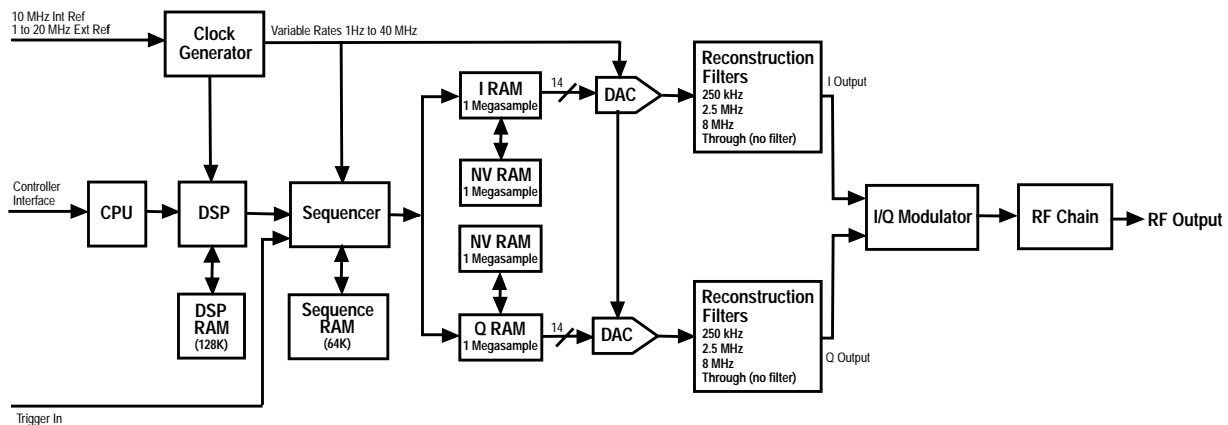 10 MHz Int Ref
1 to 20 MHz Ext Ref
Clock
Generator
Variable Rates 1Hz to 40 MHz
I RAM
1 Megasample
14
DAC
Reconstruction
Filters
250 kHz
2.5 MHz
8 MHz
Through (no filter)
I Output
NV RAM
1 Megasample
Controller
Interface
CPU
DSP
Sequencer
I/Q Modulator
RF Chain
RF Output
NV RAM
1 Megasample
DSP
RAM
(128K)
Sequence
RAM
(64K)
Q RAM
1 Megasample
14
DAC
Reconstruction
Filters
250 kHz
2.5 MHz
8 MHz
Through (no filter)
Q Output
Trigger In